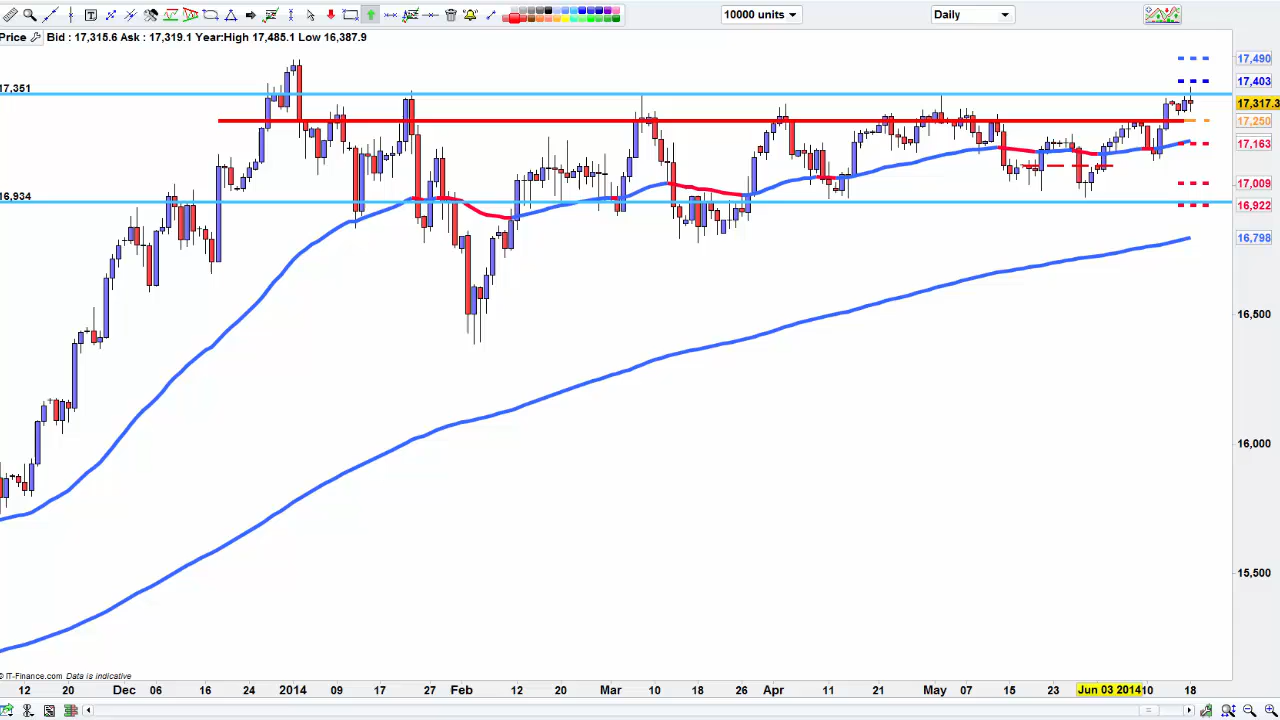 10000 units
Daily
Price Bid : 17,315.6 Ask : 17,319.1 Year:High 17,485.1 Low 16,387.9
17,490
17,403
17,351
17,317.3
17,250
17,163
17,009
16,934
16,922
16,798
16,500
16,000
15,500
© IT-Finance.com Data is indicative
12 20 Dec 06 16 24 2014 09 17 27 Feb 12 20 Mar 10 18 26 Apr 11 21 May 07 15 23 Jun 03 2014 10 18